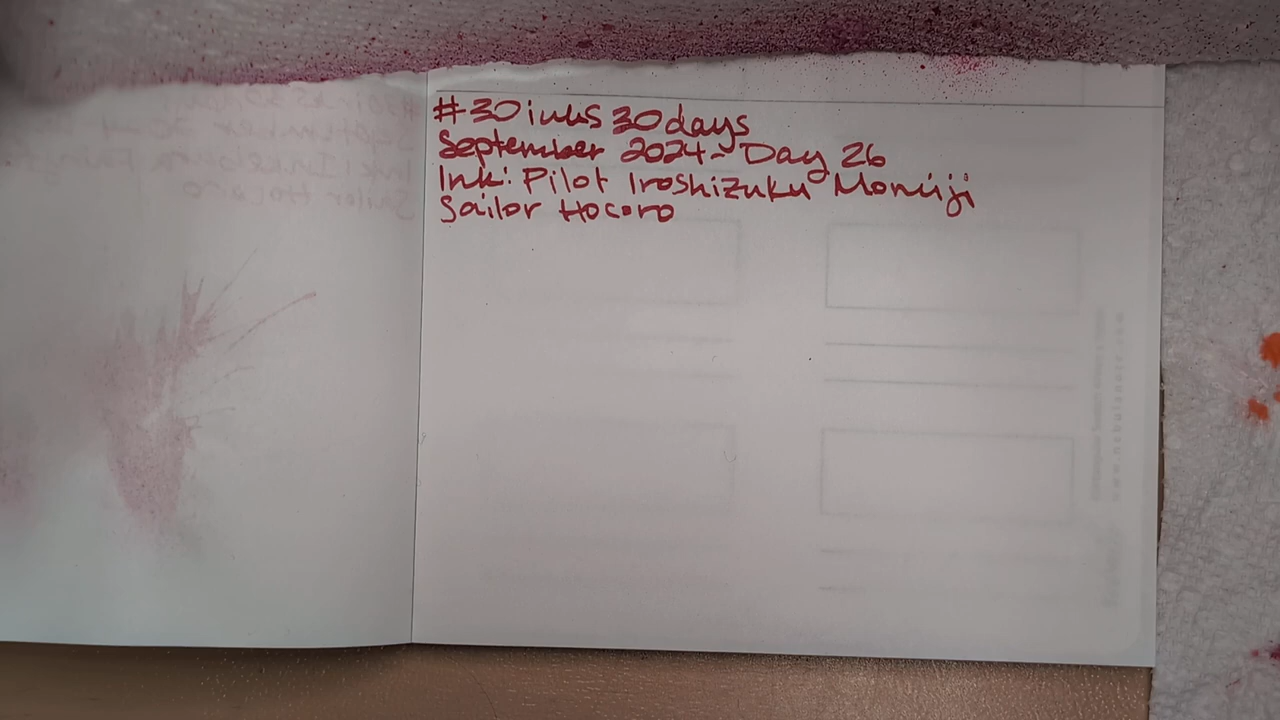 #30inks30days
September 2024 - Day 26
Ink: Pilot Iroshizuku Momiji
Sailor Hocoro